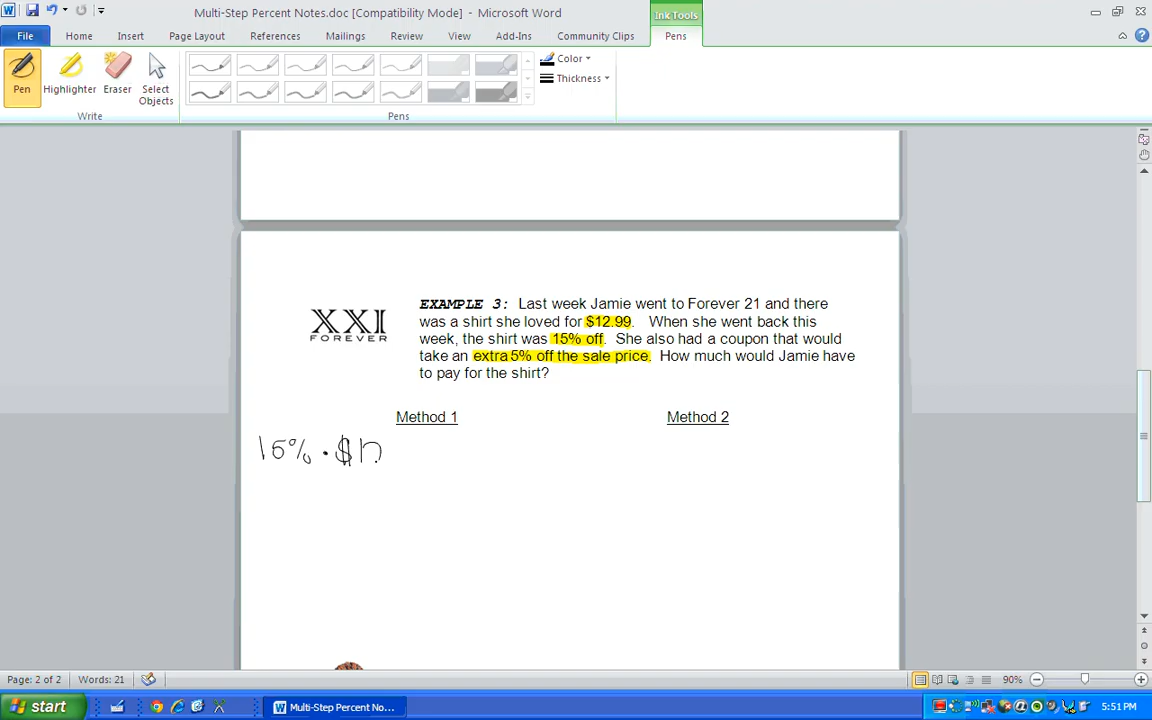 Multi-Step Percent Notes.doc [Compatibility Mode] - Microsoft Word
Ink Tools
File Home Insert Page Layout References Mailings Review View Add-Ins Community Clips Pens
Pen Highlighter Eraser Select Objects
Color
Thickness
Write Pens
EXAMPLE 3: Last week Jamie went to Forever 21 and there
was a shirt she loved for $12.99. When she went back this
week, the shirt was 15% off. She also had a coupon that would
take an extra 5% off the sale price. How much would Jamie have
to pay for the shirt?
XXI
FOREVER
Method 1 Method 2
15% · $12
Page: 2 of 2 Words: 21 90%
start Multi-Step Percent No... 5:51 PM